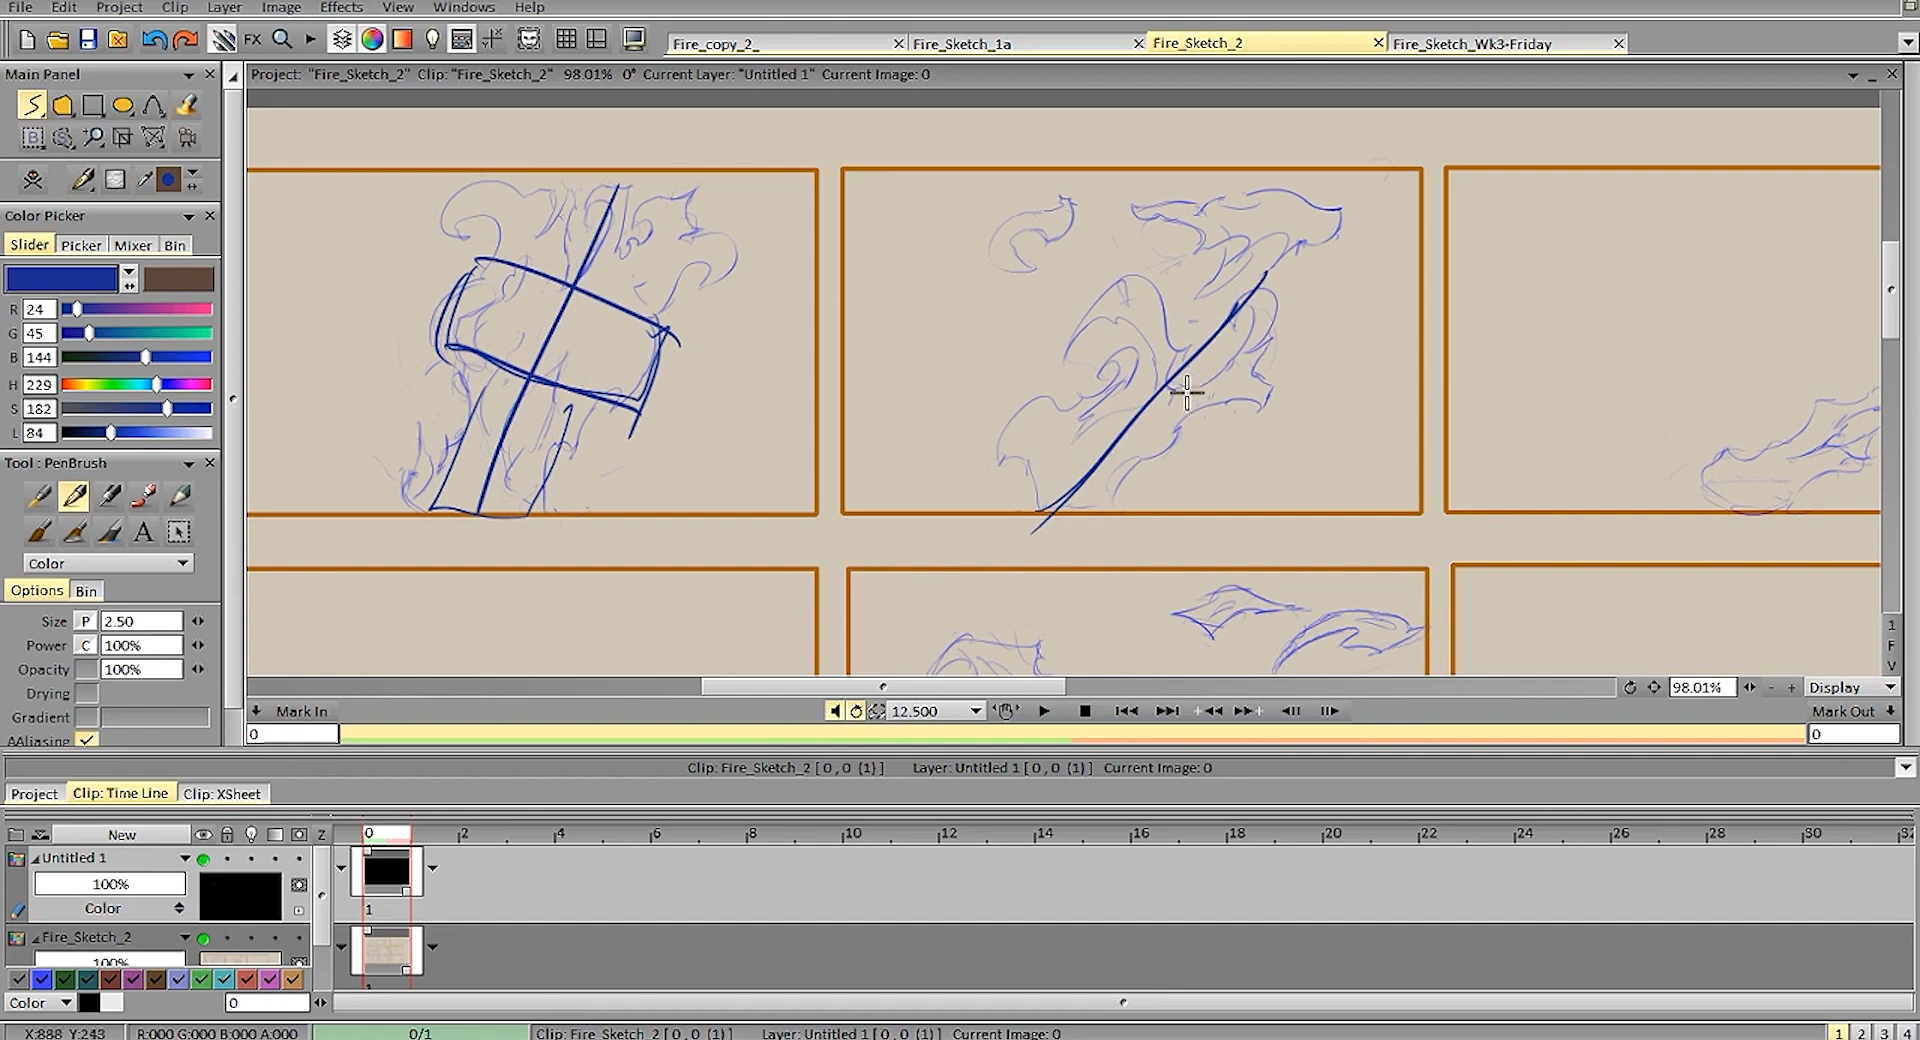 File Edit Project Clip Layer Image Effects View Windows Help
FX Fire_copy_2_ Fire_Sketch_1a Fire_Sketch_2 Fire_Sketch_Wk3-Friday
Main Panel
Project: "Fire_Sketch_2" Clip: "Fire_Sketch_2" 98.01% 0° Current Layer: "Untitled 1" Current Image: 0
Color Picker
Slider Picker Mixer Bin
R 24
G 45
B 144
H 229
S 182
L 84
Tool : PenBrush
A
Color
Options Bin
Size P 2.50
Power C 100%
Opacity 100%
Drying
Gradient
AAliasing
1
F
V
98.01% - + Display
Mark In 12.500 Mark Out
0 0
Clip: Fire_Sketch_2 [ 0 , 0 (1) ] Layer: Untitled 1 [ 0 , 0 (1) ] Current Image: 0
Project Clip: Time Line Clip: XSheet
New Z 0 2 4 6 8 10 12 14 16 18 20 22 24 26 28 30 32
Untitled 1
100%
Color 1
Fire_Sketch_2
100%
1
Color 0
X:888 Y:243 R:000 G:000 B:000 A:000 0/1 Clip: Fire_Sketch_2 [ 0 , 0 (1) ] Layer: Untitled 1 [ 0 , 0 (1) ] Current Image: 0 1 2 3 4